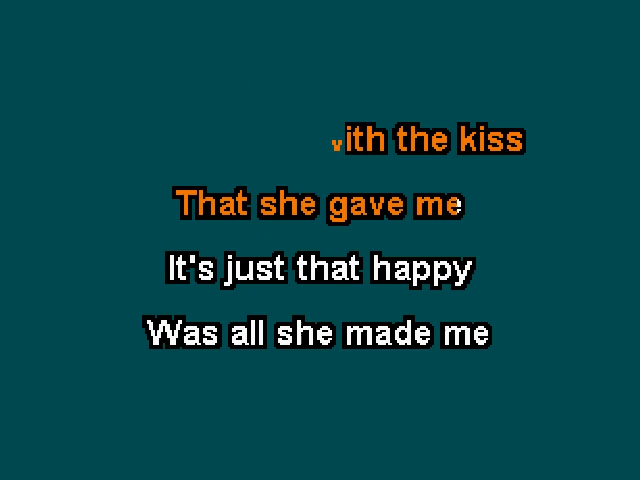 ith the kiss
That she gave me
It's just that happy
Was all she made me